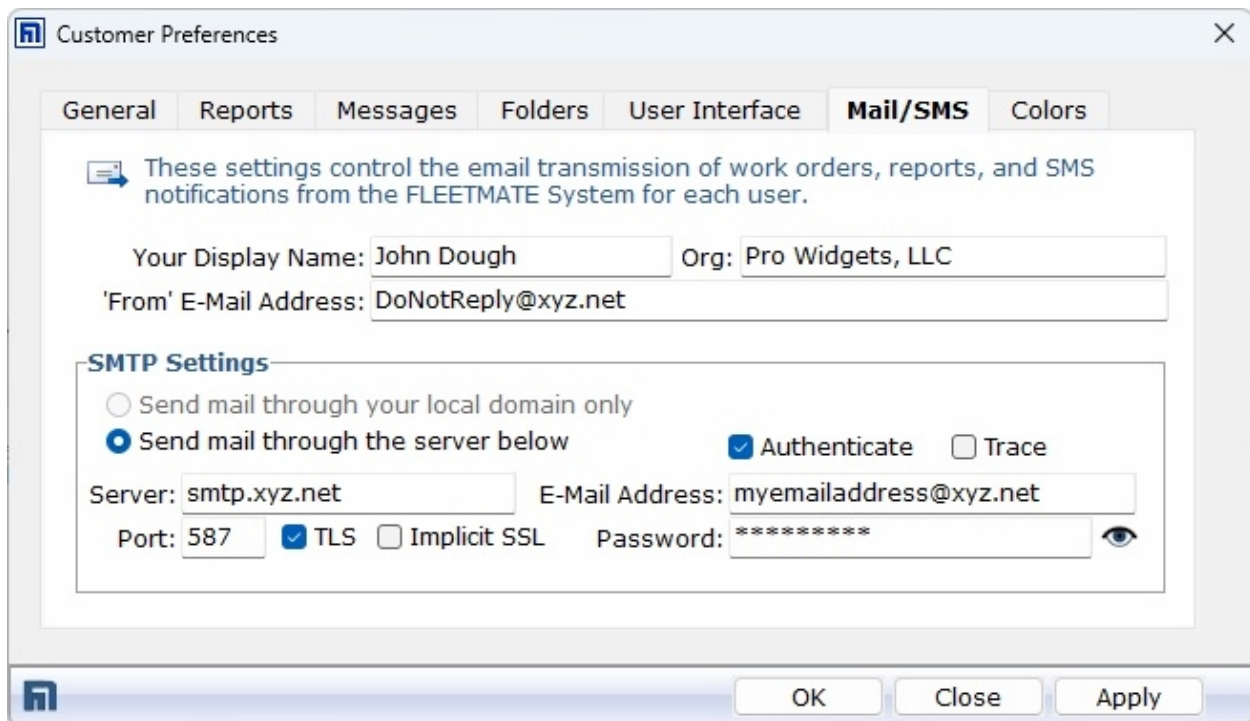 Customer Preferences
General Reports Messages Folders User Interface Mail/SMS Colors
These settings control the email transmission of work orders, reports, and SMS
notifications from the FLEETMATE System for each user.
Your Display Name: John Dough Org: Pro Widgets, LLC
'From' E-Mail Address: DoNotReply@xyz.net
SMTP Settings
Send mail through your local domain only
Send mail through the server below Authenticate Trace
Server: smtp.xyz.net E-Mail Address: myemailaddress@xyz.net
Port: 587 TLS Implicit SSL Password: *********
OK Close Apply